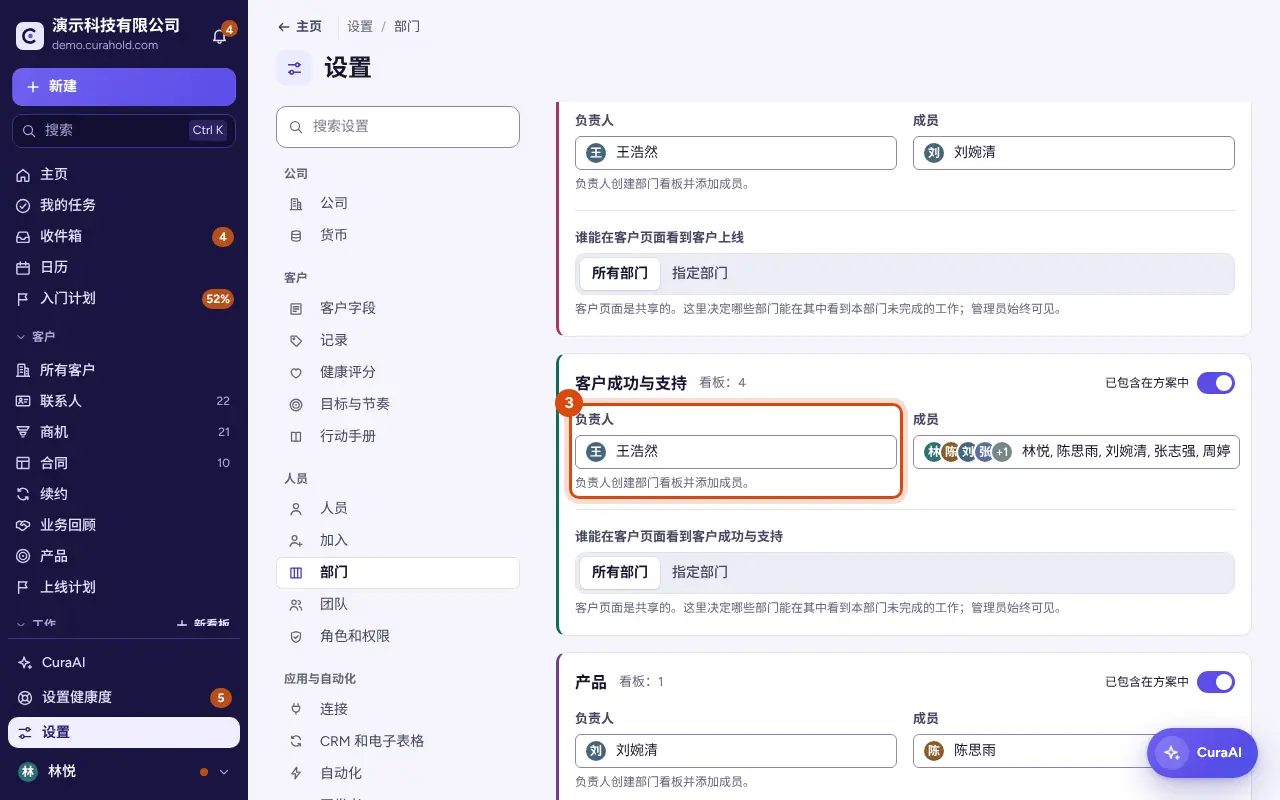 演示科技有限公司
demo.curahold.com
4
新建
搜索
Ctrl K
主页
我的任务
收件箱
4
日历
入门计划
52%
客户
所有客户
联系人
22
商机
21
合同
10
续约
业务回顾
产品
上线计划
工作
新看板
CuraAI
设置健康度
5
设置
林
林悦
主页
设置 / 部门
设置
搜索设置
公司
公司
货币
客户
客户字段
记录
健康评分
目标与节奏
行动手册
人员
人员
加入
部门
团队
角色和权限
应用与自动化
连接
CRM 和电子表格
自动化
负责人
王
王浩然
负责人创建部门看板并添加成员。
成员
刘
刘婉清
谁能在客户页面看到客户上线
所有部门
指定部门
客户页面是共享的。这里决定哪些部门能在其中看到本部门未完成的工作；管理员始终可见。
客户成功与支持
看板：4
已包含在方案中
3
负责人
王
王浩然
负责人创建部门看板并添加成员。
成员
林
陈
刘
张
+1
林悦, 陈思雨, 刘婉清, 张志强, 周婷
谁能在客户页面看到客户成功与支持
所有部门
指定部门
客户页面是共享的。这里决定哪些部门能在其中看到本部门未完成的工作；管理员始终可见。
产品
看板：1
已包含在方案中
负责人
刘
刘婉清
负责人创建部门看板并添加成员。
成员
陈
陈思雨
CuraAI